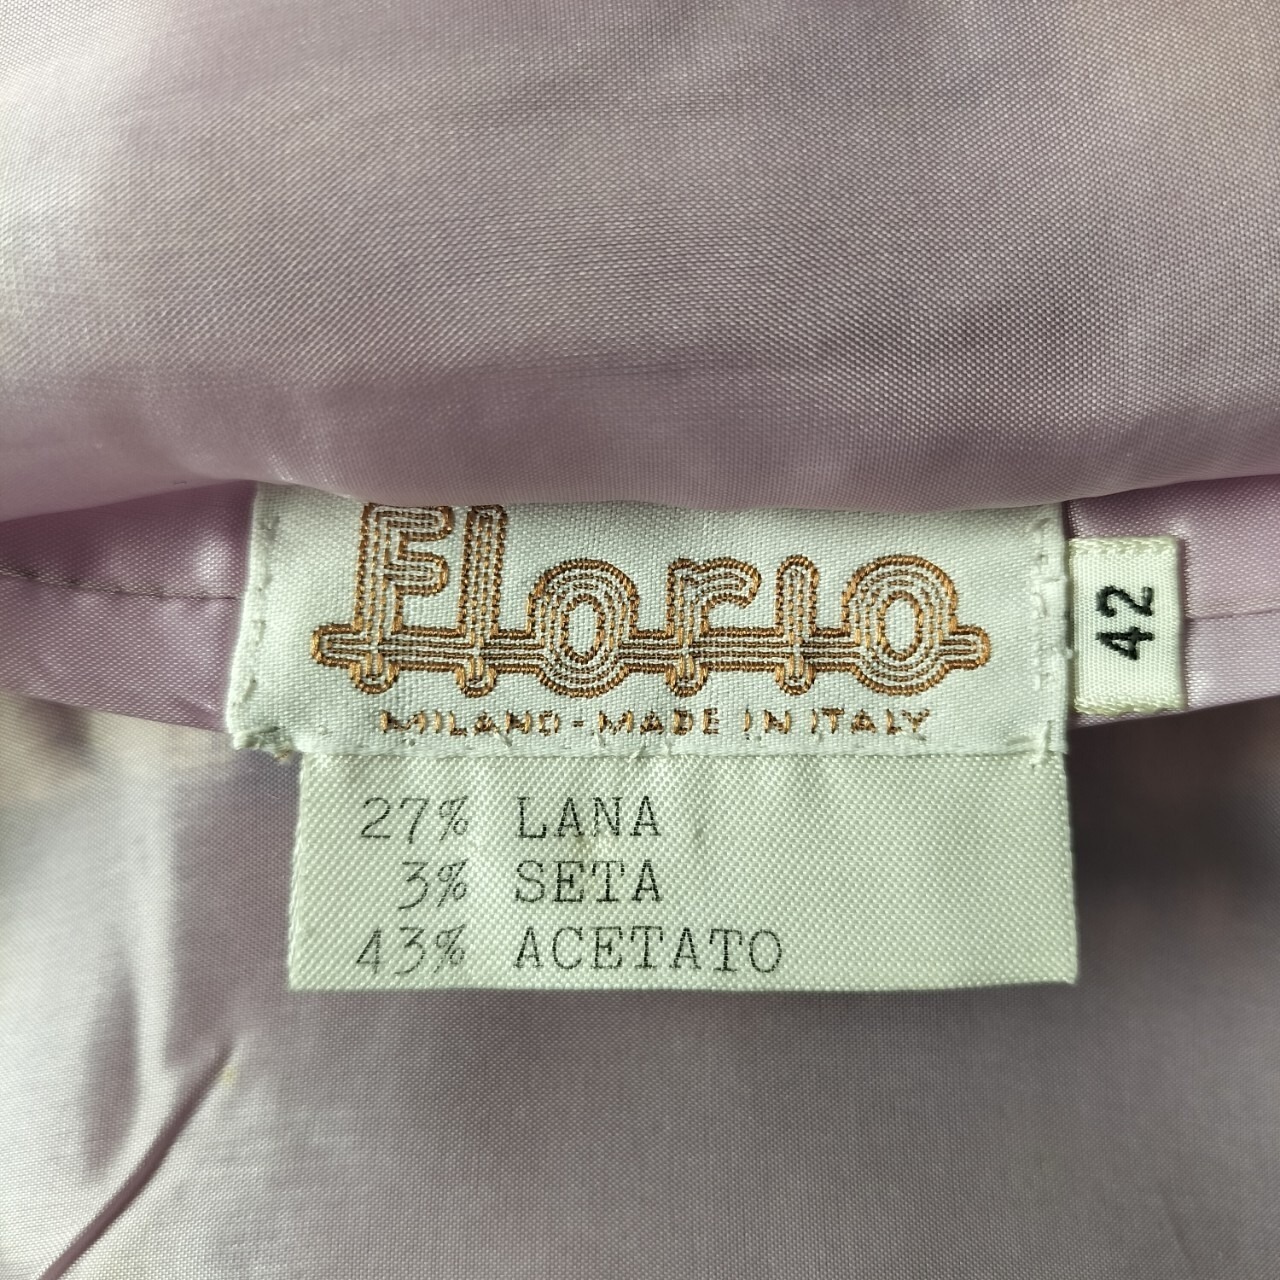 Florio
MILANO - MADE IN ITALY
42
27% LANA
3% SETA
43% ACETATO